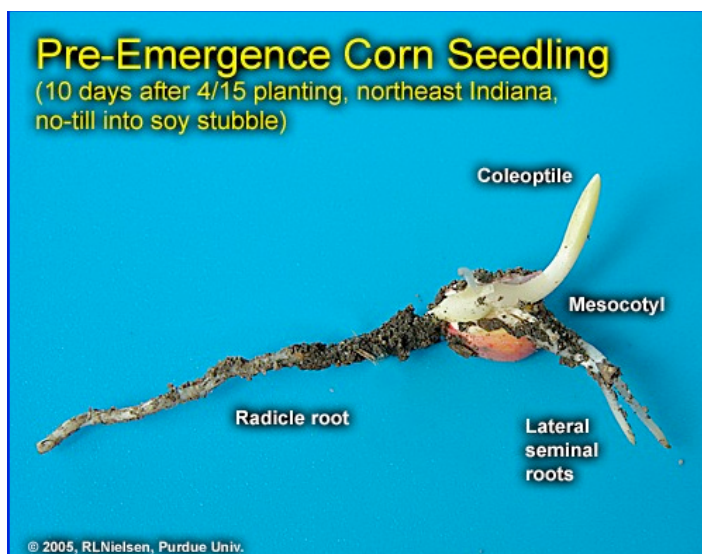 Pre-Emergence Corn Seedling
(10 days after 4/15 planting, northeast Indiana,
no-till into soy stubble)
Coleoptile
Mesocotyl
Radicle root
Lateral
seminal
roots
© 2005, RLNielsen, Purdue Univ.